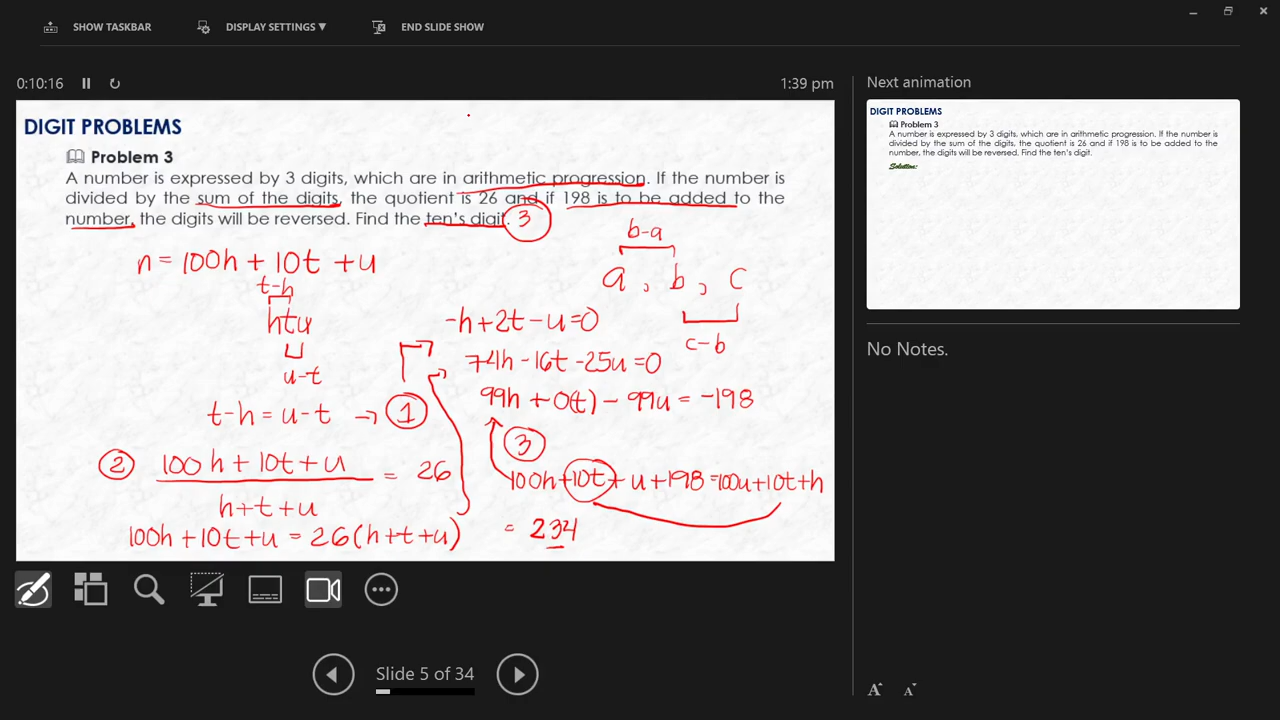 SHOW TASKBAR DISPLAY SETTINGS ▼ END SLIDE SHOW
0:10:16 1:39 pm
DIGIT PROBLEMS
Problem 3
A number is expressed by 3 digits, which are in arithmetic progression. If the number is
divided by the sum of the digits, the quotient is 26 and if 198 is to be added to the
number, the digits will be reversed. Find the ten's digit. 3
b-a
n = 100h + 10t + u
a, b, c
t-h
htu
c-b
u-t
t-h = u-t → 1
-h+2t-u=0
74h-16t-25u=0
99h + 0(t) - 99u = -198
2 100h + 10t + u = 26
h+t+u
100h+10t+u = 26(h+t+u)
3
100h+10t+u+198=100u+10t+h
= 234
Slide 5 of 34
Next animation
DIGIT PROBLEMS
Problem 3
A number is expressed by 3 digits, which are in arithmetic progression. If the number is
divided by the sum of the digits, the quotient is 26 and if 198 is to be added to the
number, the digits will be reversed. Find the ten's digit.
Solution:
No Notes.
A A